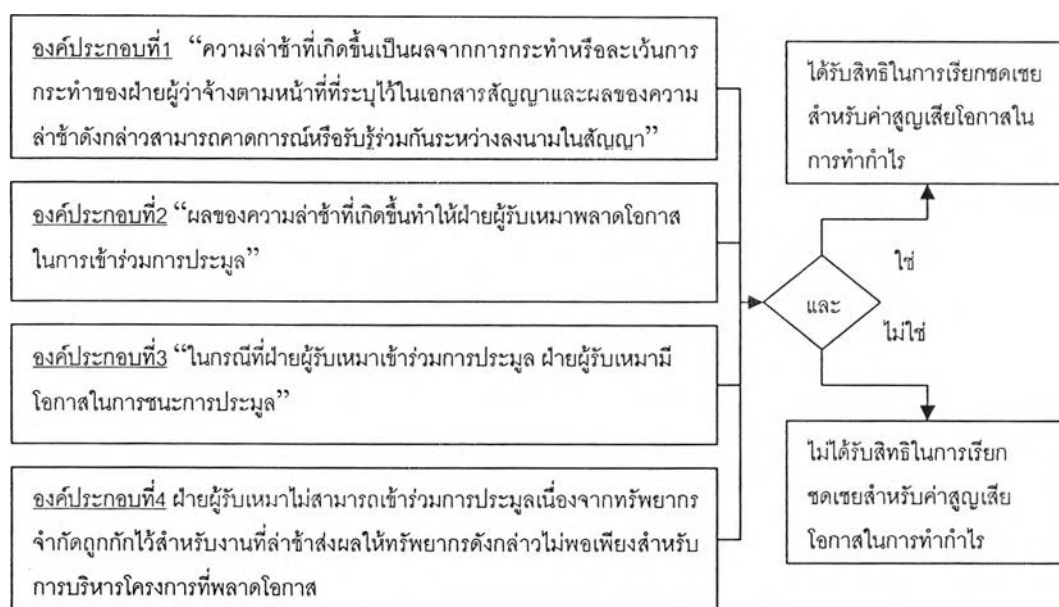 องค์ประกอบที่1 “ความล่าช้าที่เกิดขึ้นเป็นผลจากการกระทำหรือละเว้นการ
กระทำของฝ่ายผู้ว่าจ้างตามหน้าที่ที่ระบุไว้ในเอกสารสัญญาและผลของความ
ล่าช้าดังกล่าวสามารถคาดการณ์หรือรับรู้ร่วมกันระหว่างลงนามในสัญญา”
องค์ประกอบที่2 “ผลของความล่าช้าที่เกิดขึ้นทำให้ฝ่ายผู้รับเหมาพลาดโอกาส
ในการเข้าร่วมการประมูล”
องค์ประกอบที่3 “ในกรณีที่ฝ่ายผู้รับเหมาเข้าร่วมการประมูล ฝ่ายผู้รับเหมามี
โอกาสในการชนะการประมูล”
องค์ประกอบที่4 ฝ่ายผู้รับเหมาไม่สามารถเข้าร่วมการประมูลเนื่องจากทรัพยากร
จำกัดถูกกักไว้สำหรับงานที่ล่าช้าส่งผลให้ทรัพยากรดังกล่าวไม่พอเพียงสำหรับ
การบริหารโครงการที่พลาดโอกาส
ได้รับสิทธิในการเรียกชดเชย
สำหรับค่าสูญเสียโอกาสใน
การทำกำไร
ใช่
และ
ไม่ใช่
ไม่ได้รับสิทธิในการเรียก
ชดเชยสำหรับค่าสูญเสีย
โอกาสในการทำกำไร